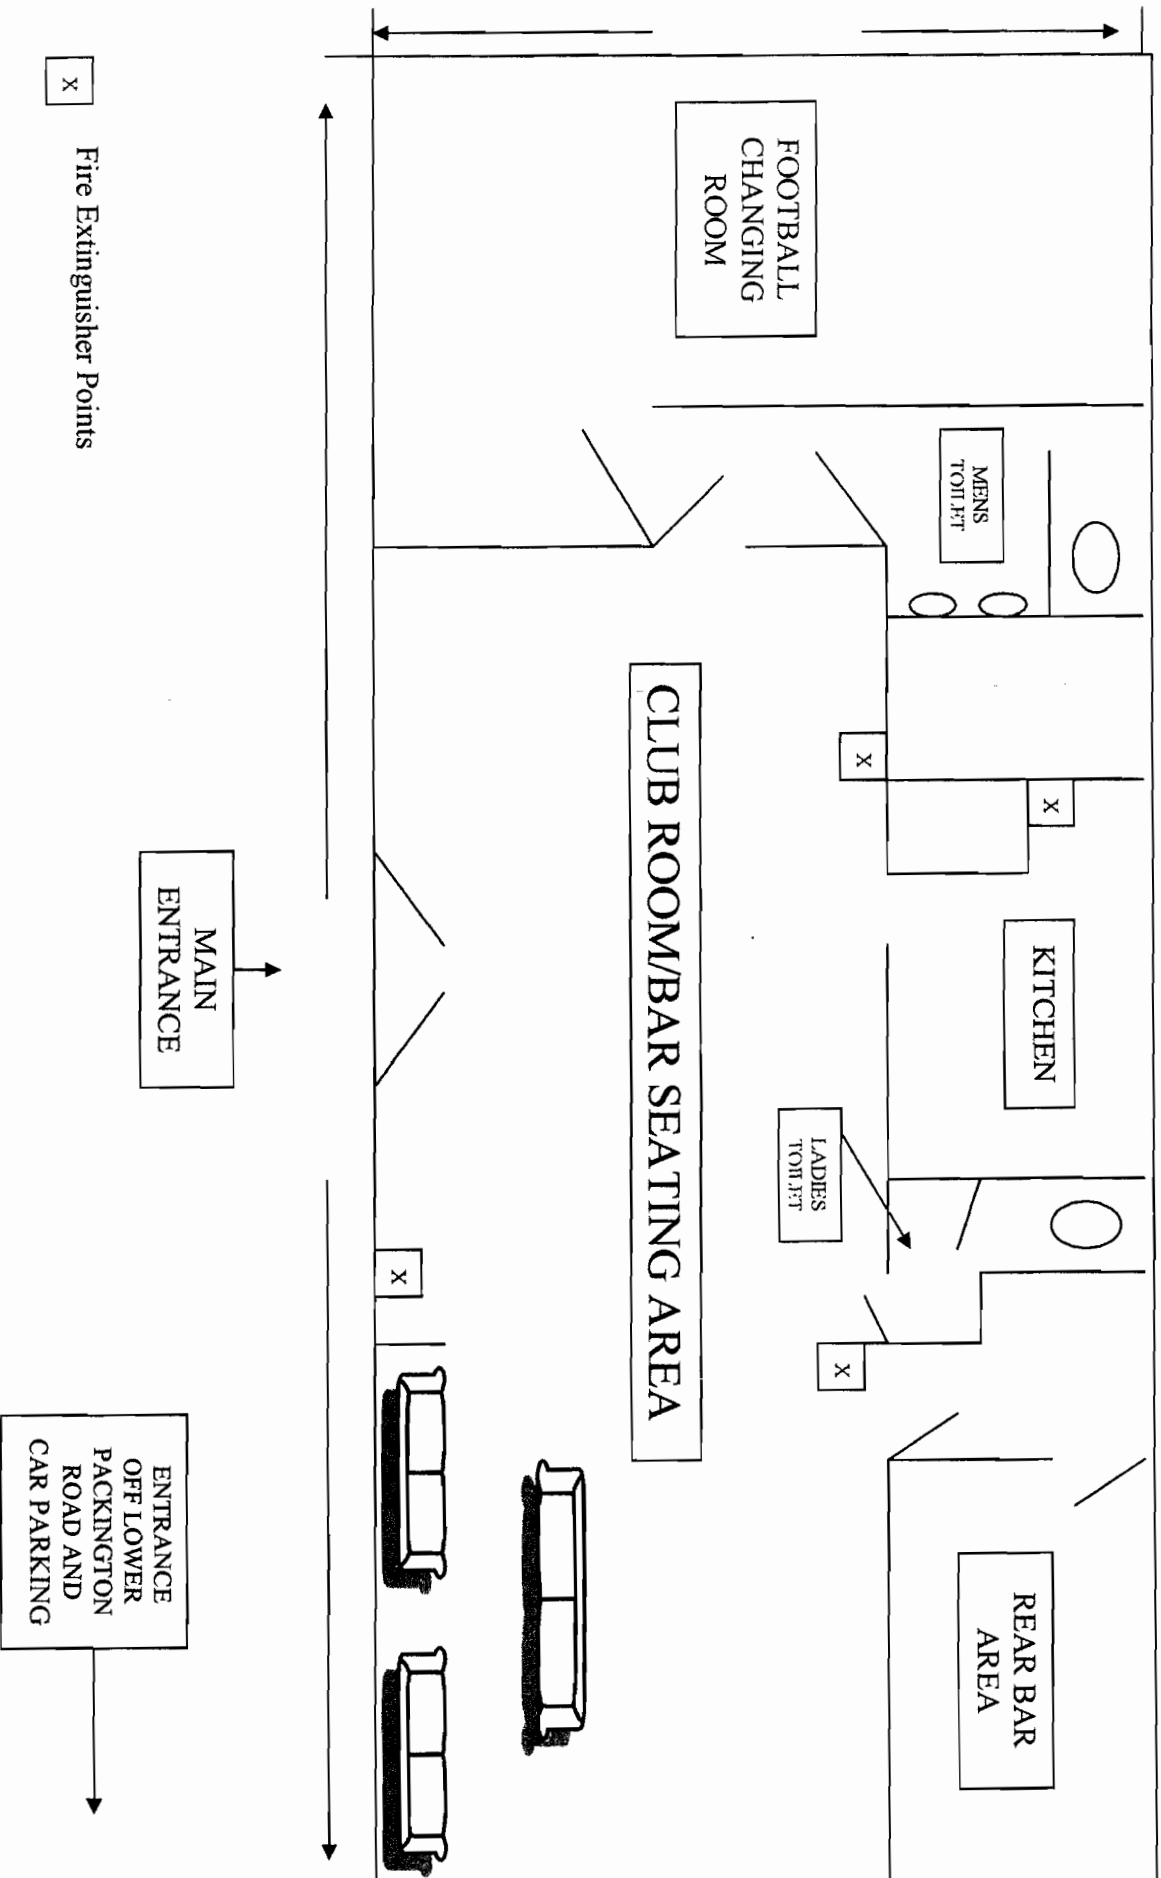 x
KITCHEN
REAR BAR
AREA
MENS
TOILET
x
x
LADIES
TOILET
FOOTBALL
CHANGING
ROOM
CLUB ROOM/BAR SEATING AREA
x
MAIN
ENTRANCE
ENTRANCE
OFF LOWER
PACKINGTON
ROAD AND
CAR PARKING
x Fire Extinguisher Points